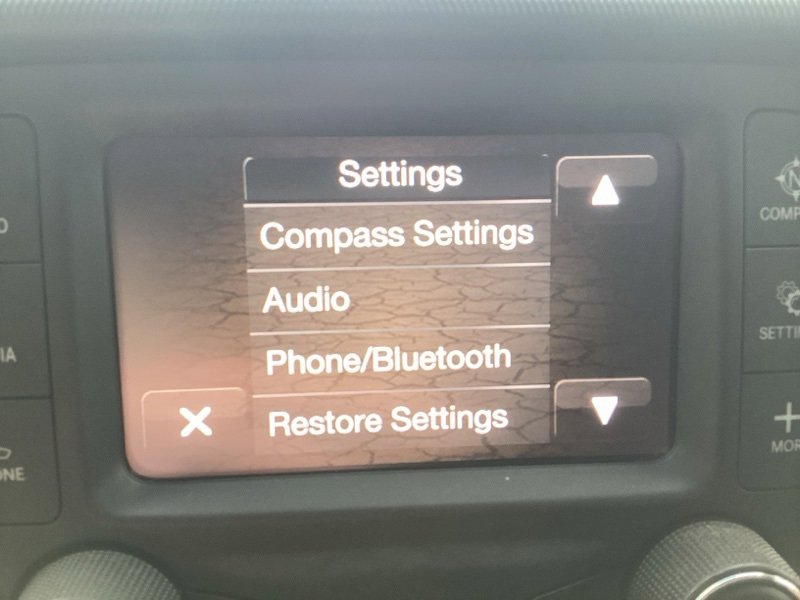 Settings
Compass Settings
Audio
Phone/Bluetooth
Restore Settings
N